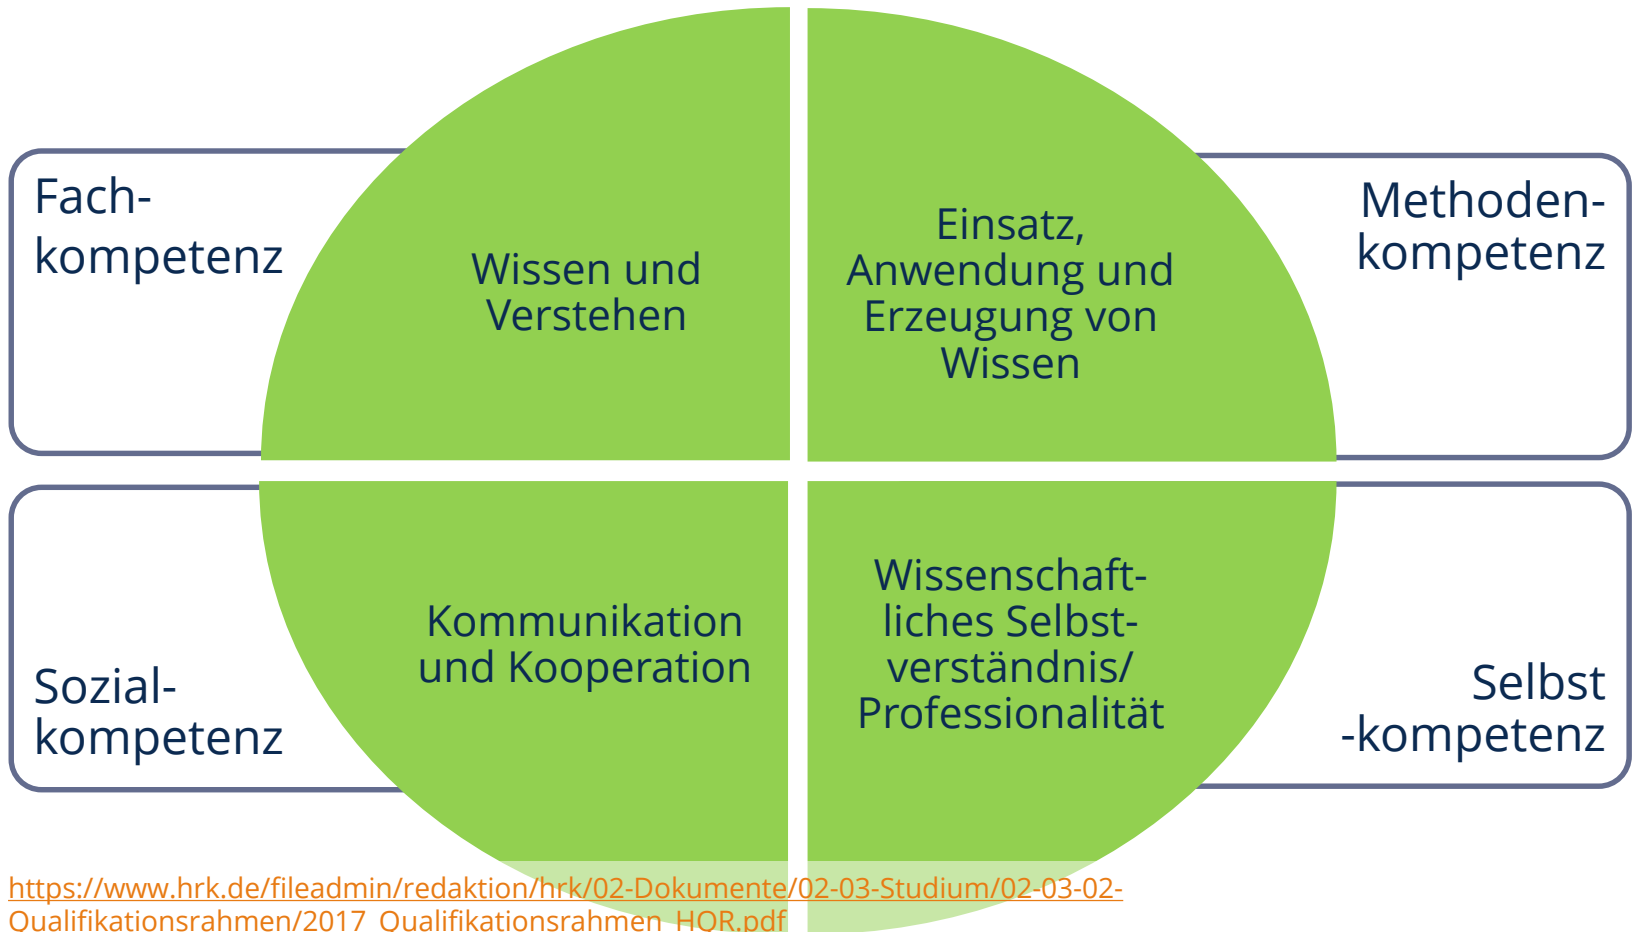 Fach-
kompetenz
Wissen und
Verstehen
Einsatz,
Anwendung und
Erzeugung von
Wissen
Methoden-
kompetenz
Sozial-
kompetenz
Kommunikation
und Kooperation
Wissenschaft-
liches Selbst-
verständnis/
Professionalität
Selbst
-kompetenz
https://www.hrk.de/fileadmin/redaktion/hrk/02-Dokumente/02-03-Studium/02-03-02-
Qualifikationsrahmen/2017_Qualifikationsrahmen_HQR.pdf